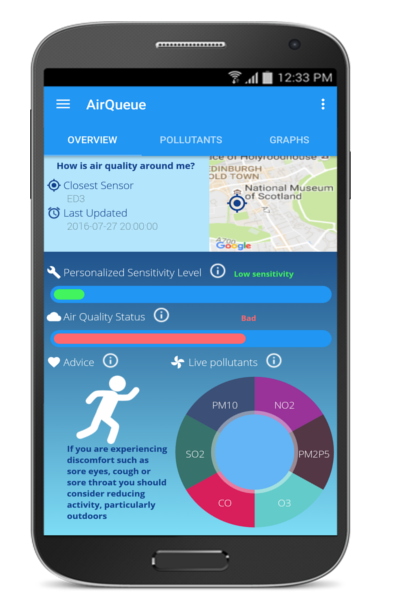 12:33 PM
AirQueue
OVERVIEW
POLLUTANTS
GRAPHS
How is air quality around me?
Closest Sensor
ED3
Last Updated
2016-07-27 20:00:00
DINBURGH
OLD TOWN
National Museum
of Scotland
A700
Google
Personalized Sensitivity Level
Low sensitivity
Air Quality Status
Bad
Advice
Live pollutants
If you are experiencing
discomfort such as
sore eyes, cough or
sore throat you should
consider reducing
activity, particularly
outdoors
PM10
NO2
SO2
PM2P5
CO
O3